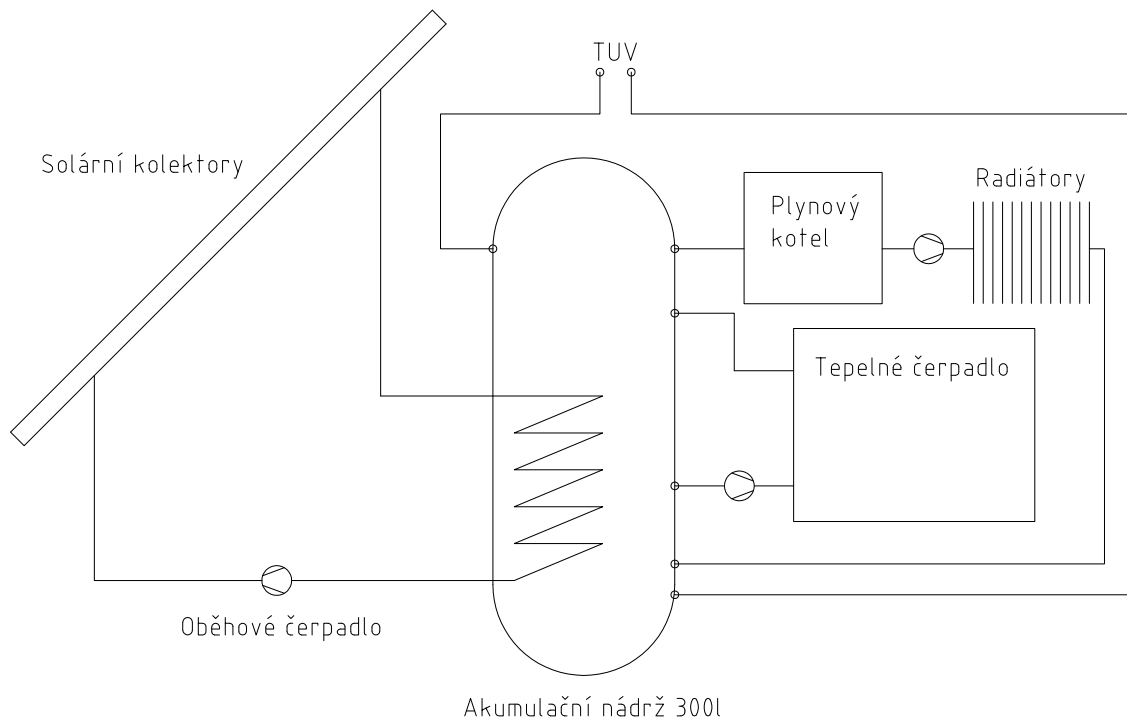 TUV
Solární kolektory
Radiátory
Plynový
kotel
Tepelné čerpadlo
Oběhové čerpadlo
Akumulační nádrž 300l